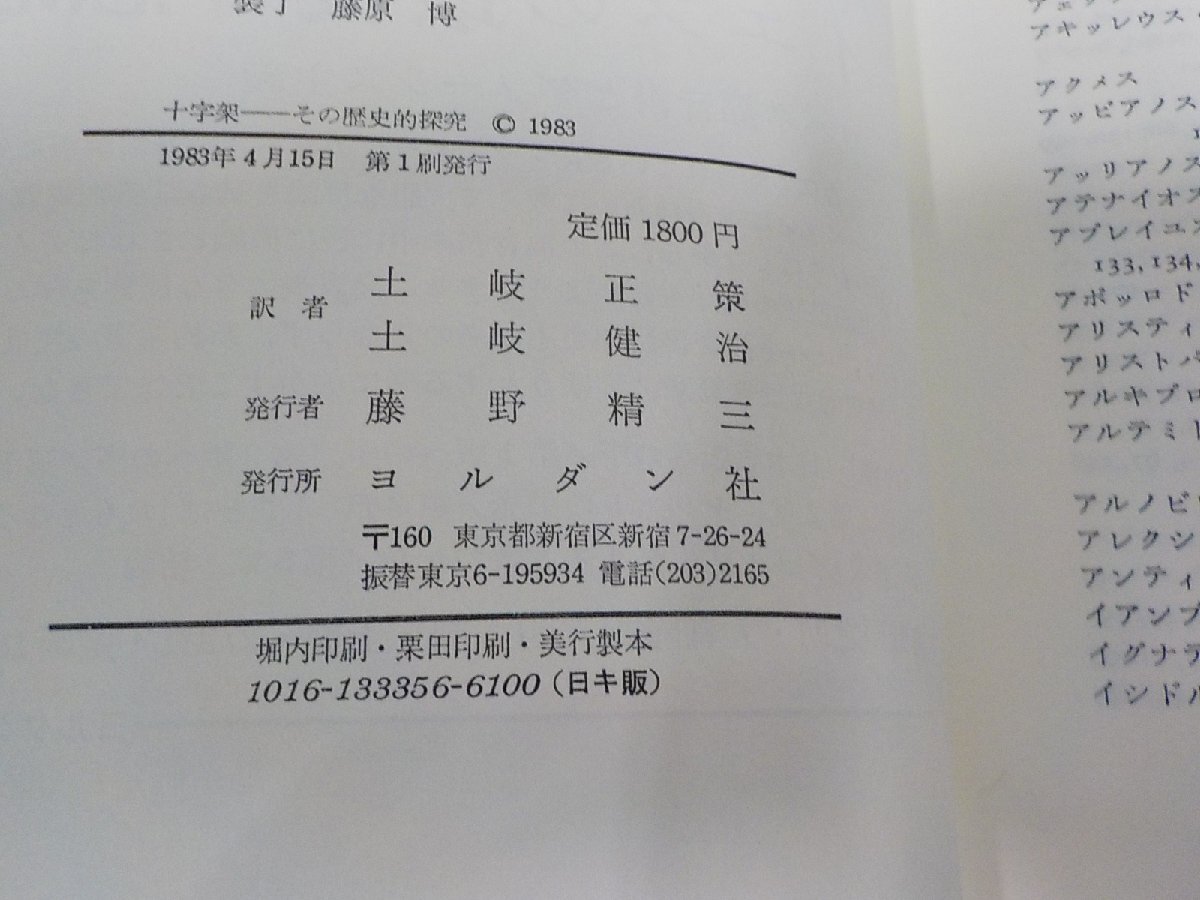 装丁 藤原 博
十字架——その歴史的探究 © 1983
1983年4月15日 第1刷発行
定価 1800 円
訳 者 土 岐 正 策
土 岐 健 治
発行者 藤 野 精 三
発行所 ヨ ル ダ ン 社
〒160 東京都新宿区新宿 7-26-24
振替東京6-195934 電話(203)2165
堀内印刷・栗田印刷・美行製本
1016-133356-6100(日キ販)
アキッレウス
アクメス
アッピアノス
アッリアノス
アテナイオス
アプレイユス
133, 134,
アポッロド
アリスティ
アリストパ
アルキプロ
アルテミ
アルノビ
アレクシ
アンティ
イアンブ
イグナテ
イシドル